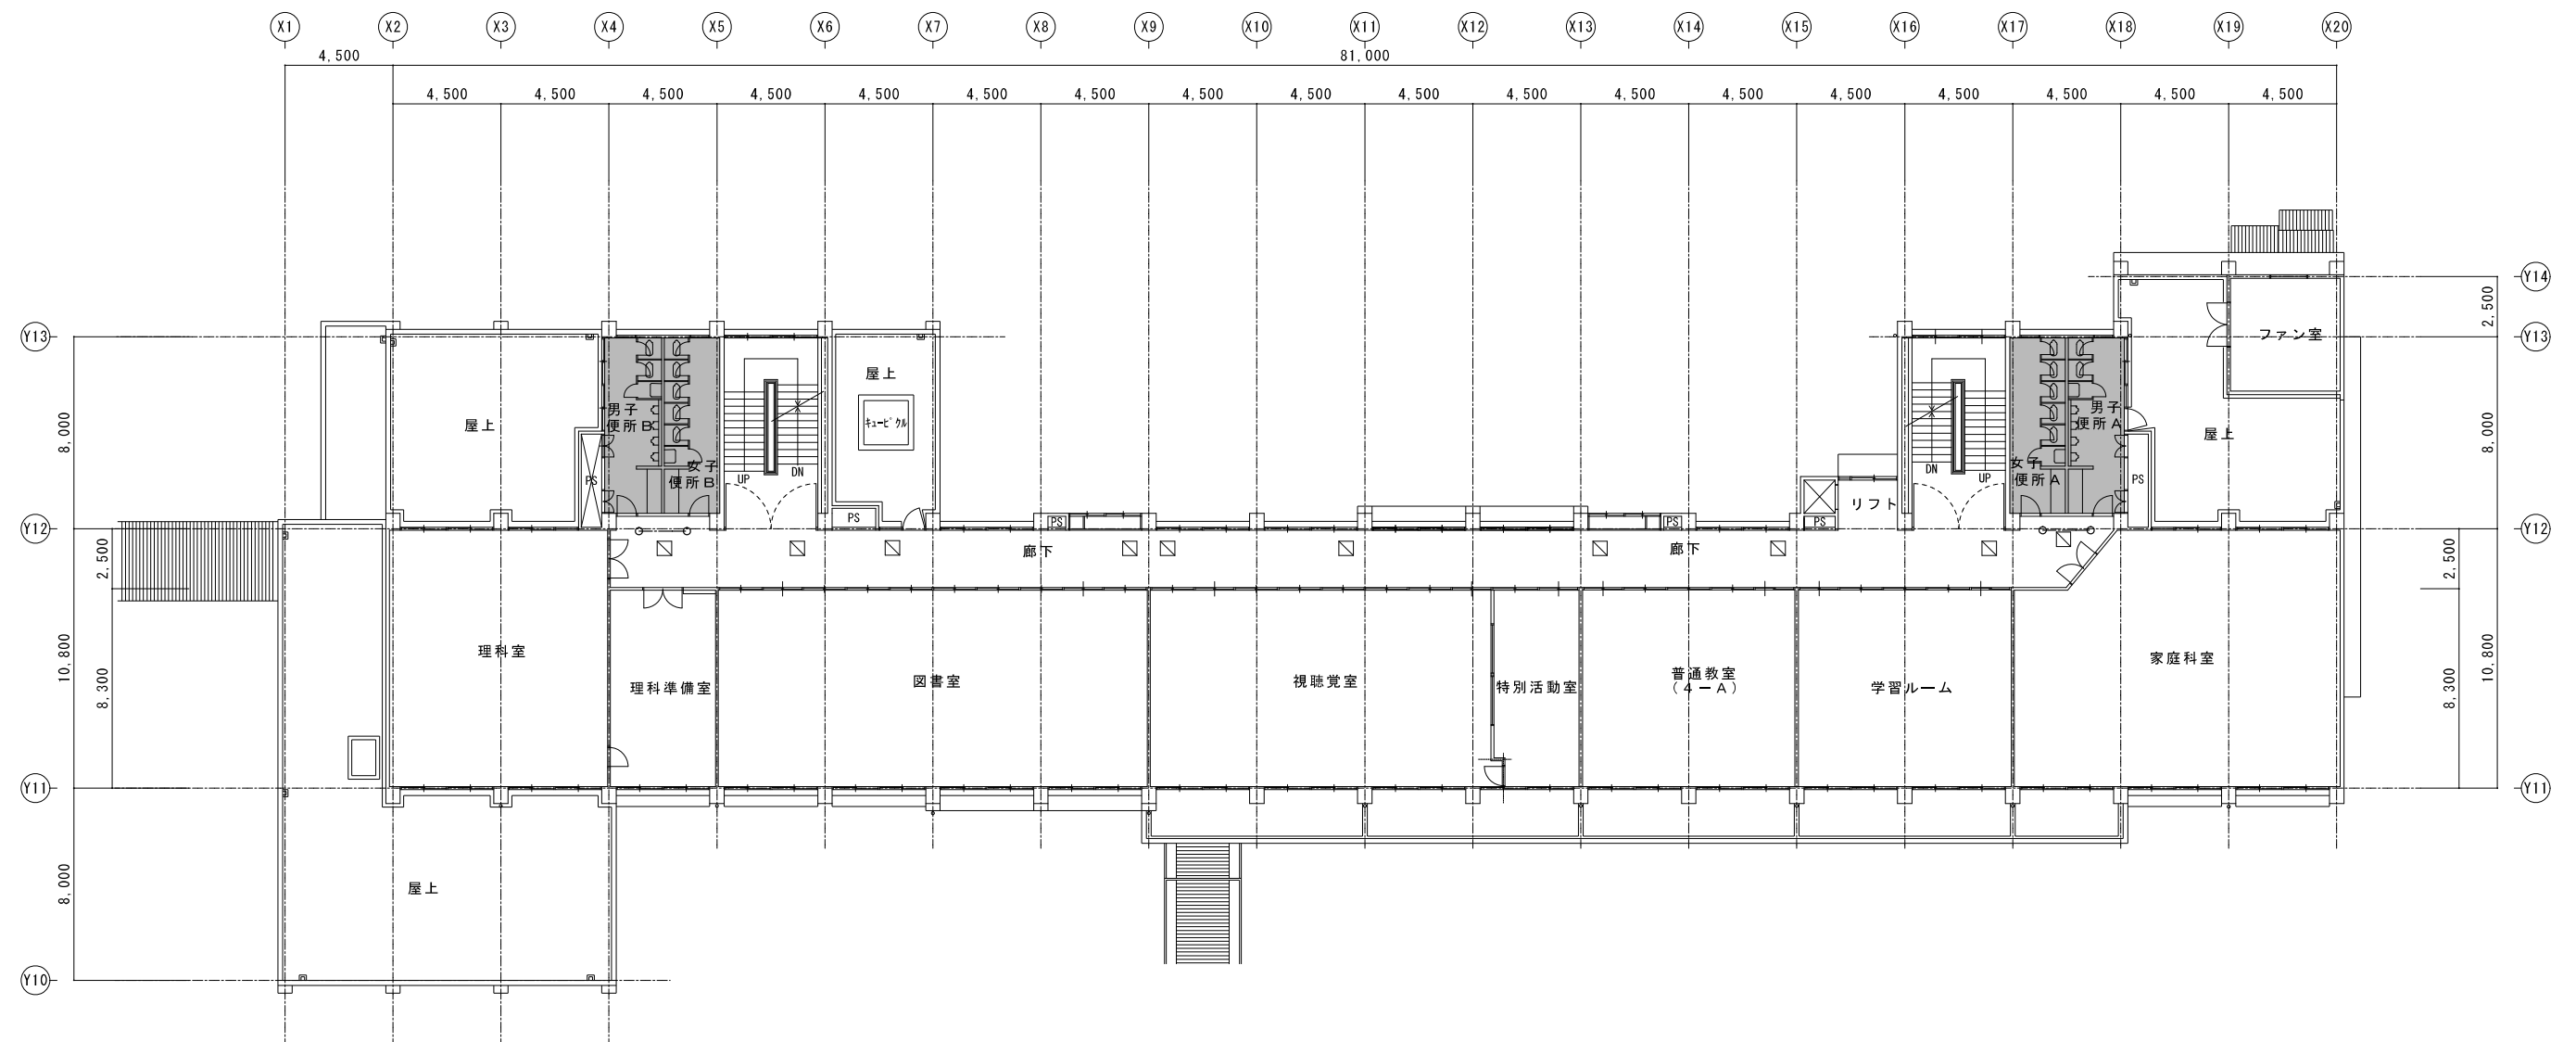 X1 X2 X3 X4 X5 X6 X7 X8 X9 X10 X11 X12 X13 X14 X15 X16 X17 X18 X19 X20
4,500 81,000
4,500 4,500 4,500 4,500 4,500 4,500 4,500 4,500 4,500 4,500 4,500 4,500 4,500 4,500 4,500 4,500 4,500 4,500
Y14
2,500
ファン室
Y13
Y13
屋上
キュービクル
8,000
屋上
男子
便所B
女子
便所B
PS
UP
DN
PS
PS
PS
PS
リフト
DN
UP
女子
便所A
男子
便所A
PS
屋上
8,000
Y12
Y12
2,500
廊下
廊下
2,500
10,800
8,300
理科室
理科準備室
図書室
視聴覚室
特別活動室
普通教室
(4-A)
学習ルーム
家庭科室
8,300
10,800
Y11
Y11
8,000
屋上
Y10